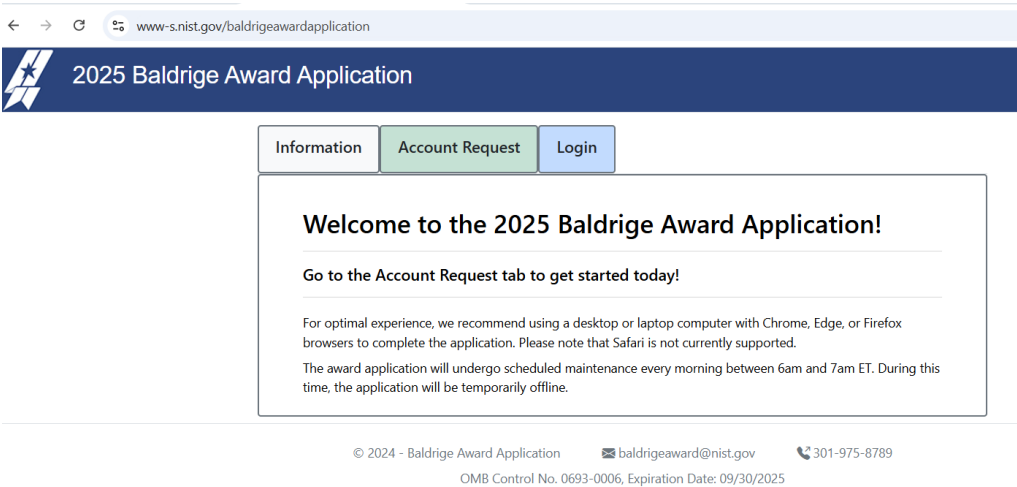 www-s.nist.gov/baldrigeawardapplication
2025 Baldrige Award Application
Information Account Request Login
Welcome to the 2025 Baldrige Award Application!
Go to the Account Request tab to get started today!
For optimal experience, we recommend using a desktop or laptop computer with Chrome, Edge, or Firefox
browsers to complete the application. Please note that Safari is not currently supported.
The award application will undergo scheduled maintenance every morning between 6am and 7am ET. During this
time, the application will be temporarily offline.
© 2024 - Baldrige Award Application baldrigeaward@nist.gov 301-975-8789
OMB Control No. 0693-0006, Expiration Date: 09/30/2025